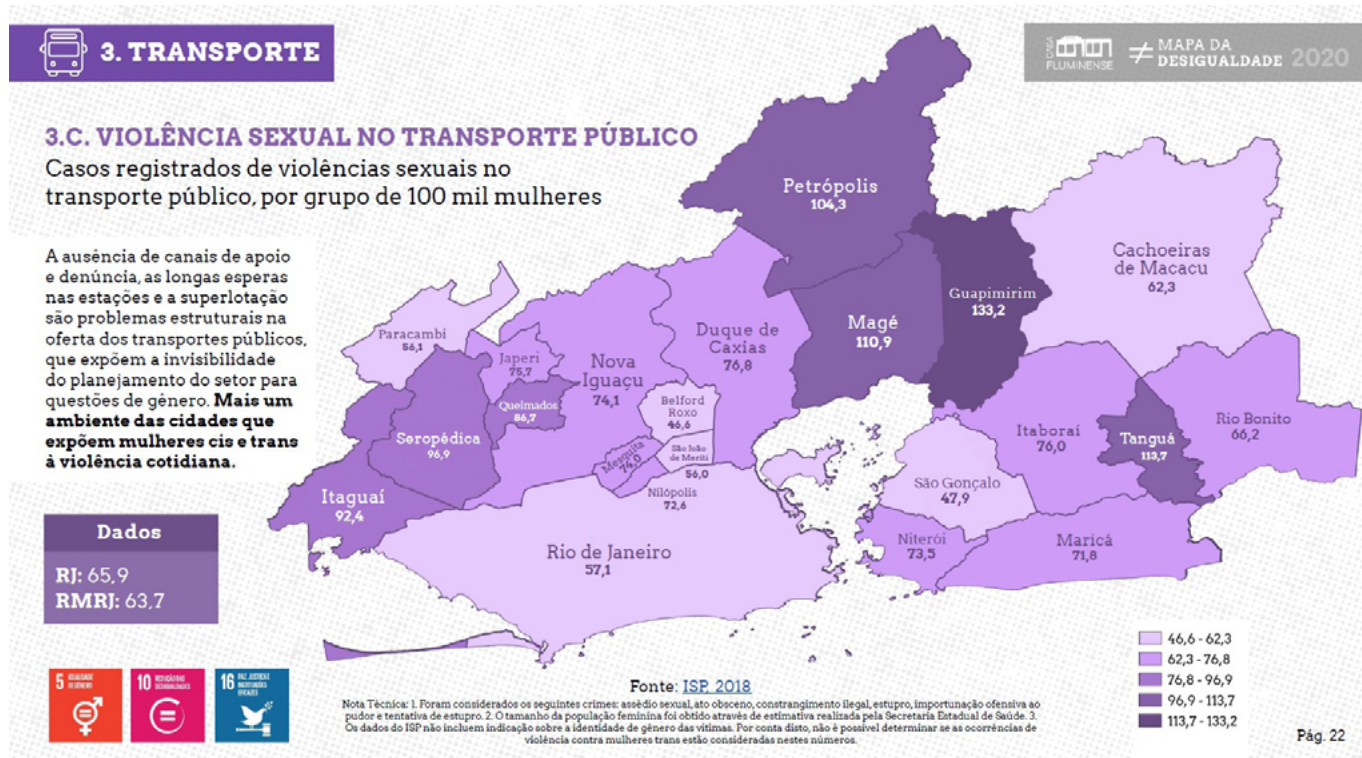 3. TRANSPORTE
CASA
FLUMINENSE
≠ MAPA DA
DESIGUALDADE 2020
3.C. VIOLÊNCIA SEXUAL NO TRANSPORTE PÚBLICO
Casos registrados de violências sexuais no
transporte público, por grupo de 100 mil mulheres
A ausência de canais de apoio
e denúncia, as longas esperas
nas estações e a superlotação
são problemas estruturais na
oferta dos transportes públicos,
que expõem a invisibilidade
do planejamento do setor para
questões de gênero. Mais um
ambiente das cidades que
expõem mulheres cis e trans
à violência cotidiana.
Dados
RJ: 65,9
RMRJ: 63,7
Petrópolis
104,3
Cachoeiras
de Macacu
62,3
Guapimirim
133,2
Magé
110,9
Duque de
Caxias
76,8
Paracambi
56,1
Japeri
75,7
Nova
Iguaçu
74,1
Queimados
86,7
Belford
Roxo
46,6
Seropédica
96,9
Mesquita
74,0
São João
de Meriti
56,0
Nilópolis
72,6
Itaguaí
92,4
Rio de Janeiro
57,1
São Gonçalo
47,9
Itaboraí
76,0
Tanguá
113,7
Rio Bonito
66,2
Niterói
73,5
Maricá
71,8
46,6 - 62,3
62,3 - 76,8
76,8 - 96,9
96,9 - 113,7
113,7 - 133,2
5 IGUALDADE
DE GÊNERO
10 REDUÇÃO DAS
DESIGUALDADES
16 PAZ, JUSTIÇA E
INSTITUIÇÕES
EFICAZES
Fonte: ISP, 2018
Nota Técnica: 1. Foram considerados os seguintes crimes: assédio sexual, ato obsceno, constrangimento ilegal, estupro, importunação ofensiva ao
pudor e tentativa de estupro. 2. O tamanho da população feminina foi obtido através de estimativa realizada pela Secretaria Estadual de Saúde. 3.
Os dados do ISP não incluem indicação sobre a identidade de gênero das vítimas. Por conta disto, não é possível determinar se as ocorrências de
violência contra mulheres trans estão consideradas nestes números.
Pág. 22